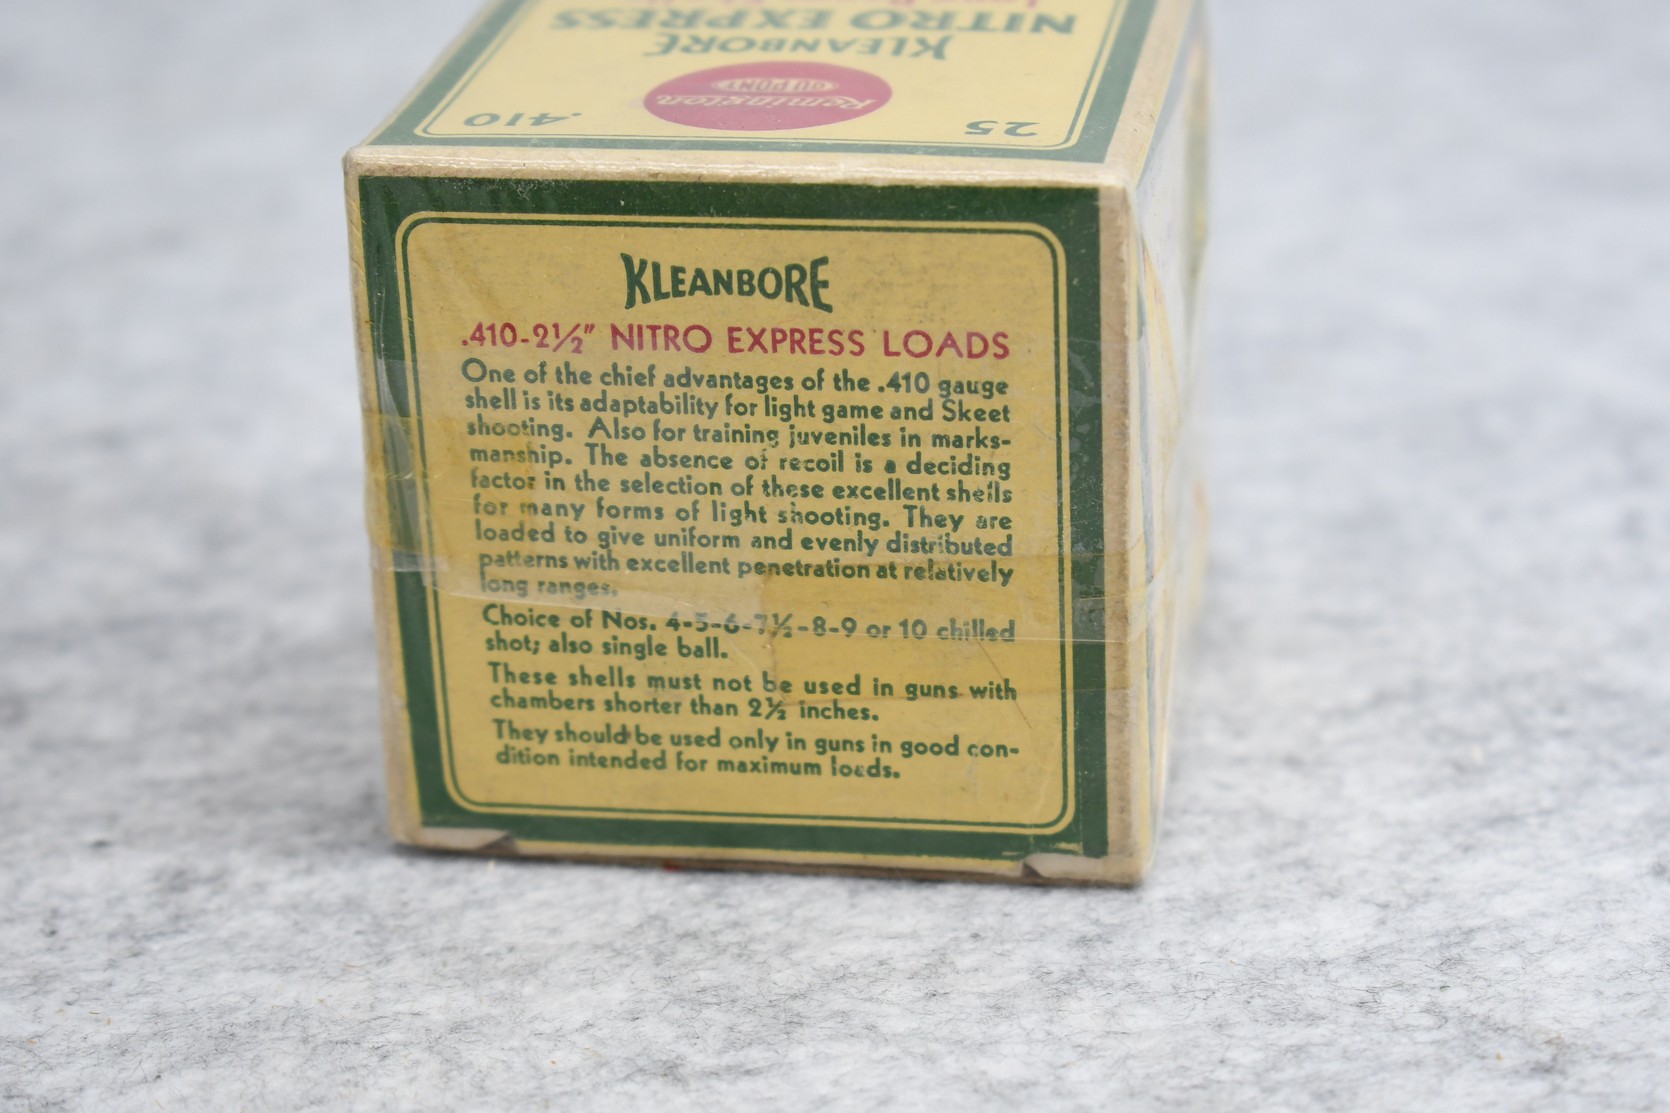 NITRO EXPRESS
KLEANBORE
Remington
DU PONT
25 .410
KLEANBORE
.410-2½" NITRO EXPRESS LOADS
One of the chief advantages of the .410 gauge
shell is its adaptability for light game and Skeet
shooting. Also for training juveniles in marks-
manship. The absence of recoil is a deciding
factor in the selection of these excellent shells
for many forms of light shooting. They are
loaded to give uniform and evenly distributed
patterns with excellent penetration at relatively
long ranges.
Choice of Nos. 4-5-6-7½-8-9 or 10 chilled
shot; also single ball.
These shells must not be used in guns with
chambers shorter than 2½ inches.
They should be used only in guns in good con-
dition intended for maximum loads.